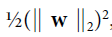 ½(‖ w ‖₂)²,